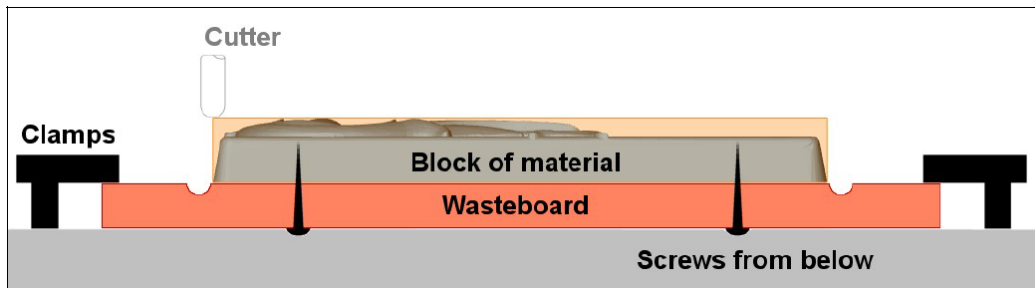 Cutter
Clamps
Block of material
Wasteboard
Screws from below